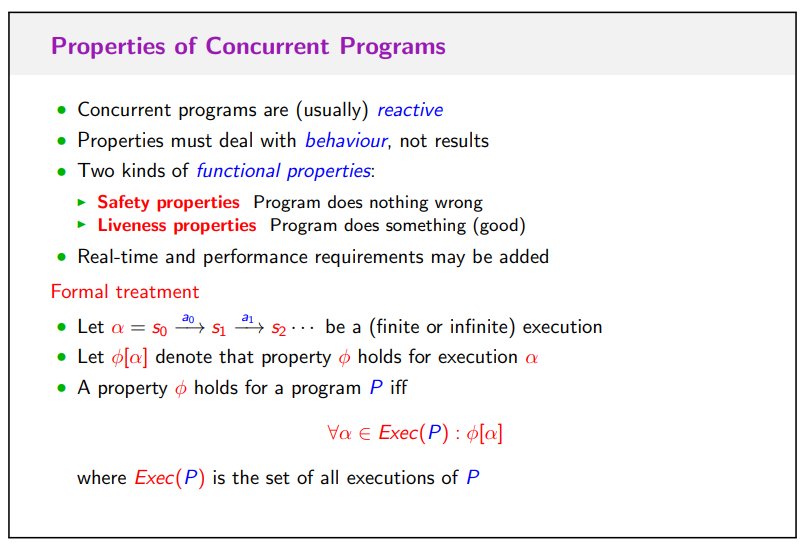 Properties of Concurrent Programs
• Concurrent programs are (usually) reactive
• Properties must deal with behaviour, not results
• Two kinds of functional properties:
▶ Safety properties Program does nothing wrong
▶ Liveness properties Program does something (good)
• Real-time and performance requirements may be added
Formal treatment
• Let α = s₀ —a₀→ s₁ —a₁→ s₂ ··· be a (finite or infinite) execution
• Let ϕ[α] denote that property ϕ holds for execution α
• A property ϕ holds for a program P iff
∀α ∈ Exec(P) : ϕ[α]
where Exec(P) is the set of all executions of P